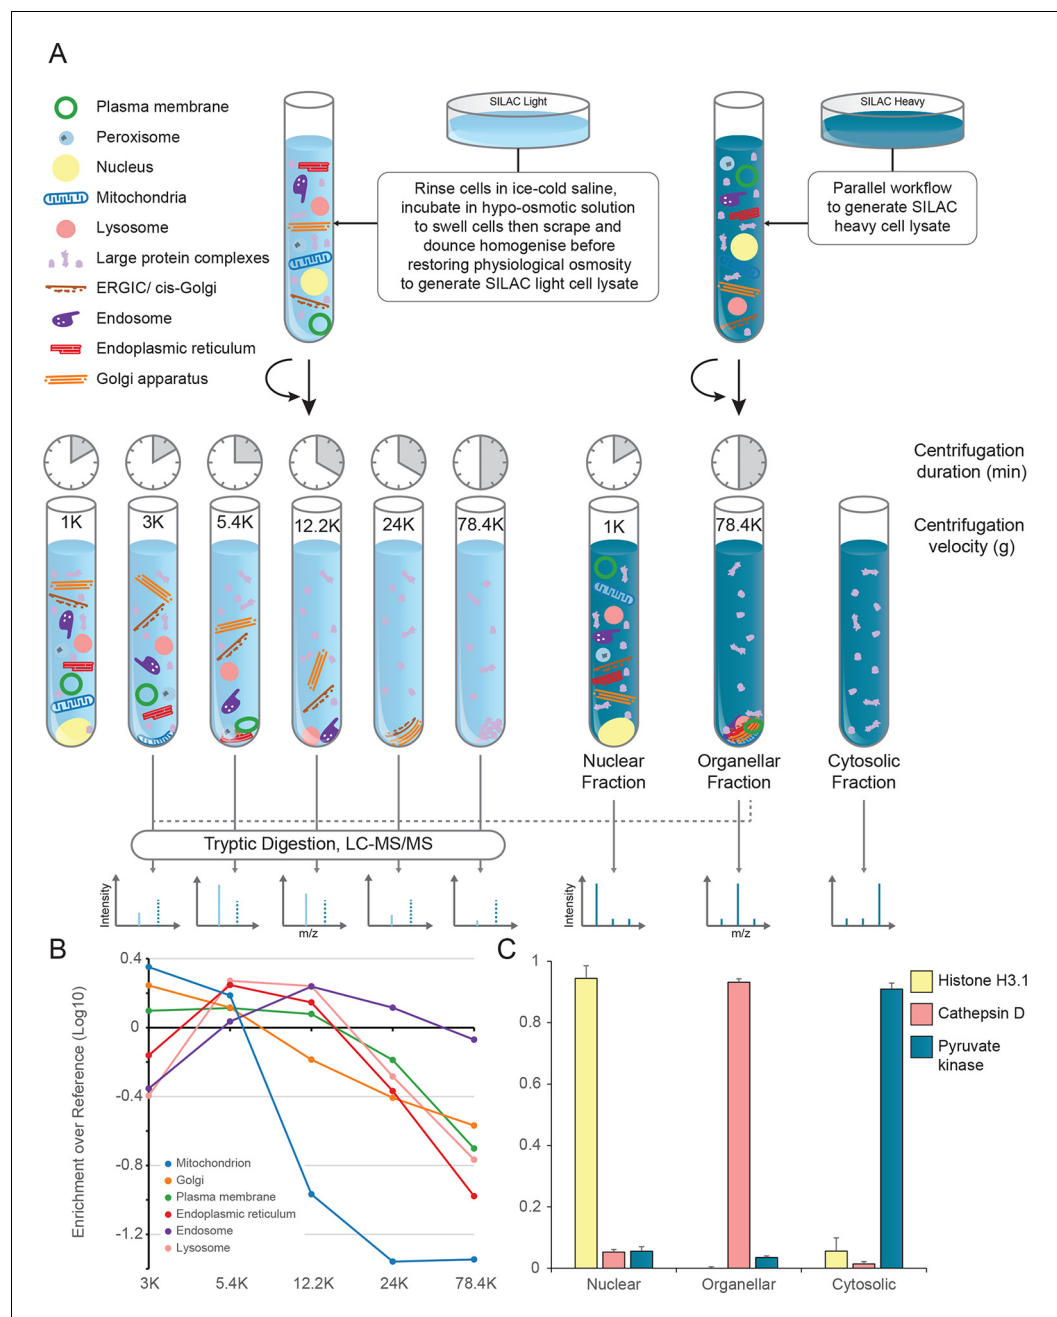 A
Plasma membrane
Peroxisome
Nucleus
Mitochondria
Lysosome
Large protein complexes
ERGIC/ cis-Golgi
Endosome
Endoplasmic reticulum
Golgi apparatus
SILAC Light
SILAC Heavy
Rinse cells in ice-cold saline,
incubate in hypo-osmotic solution
to swell cells then scrape and
dounce homogenise before
restoring physiological osmosity
to generate SILAC light cell lysate
Parallel workflow
to generate SILAC
heavy cell lysate
Centrifugation
duration (min)
1K
3K
5.4K
12.2K
24K
78.4K
1K
78.4K
Centrifugation
velocity (g)
Nuclear
Fraction
Organellar
Fraction
Cytosolic
Fraction
Tryptic Digestion, LC-MS/MS
Intensity
m/z
Intensity
m/z
B
Enrichment over Reference (Log10)
0.4
0
-0.4
-0.8
-1.2
Mitochondrion
Golgi
Plasma membrane
Endoplasmic reticulum
Endosome
Lysosome
3K
5.4K
12.2K
24K
78.4K
C
1
0.8
0.6
0.4
0.2
0
Histone H3.1
Cathepsin D
Pyruvate
kinase
Nuclear
Organellar
Cytosolic